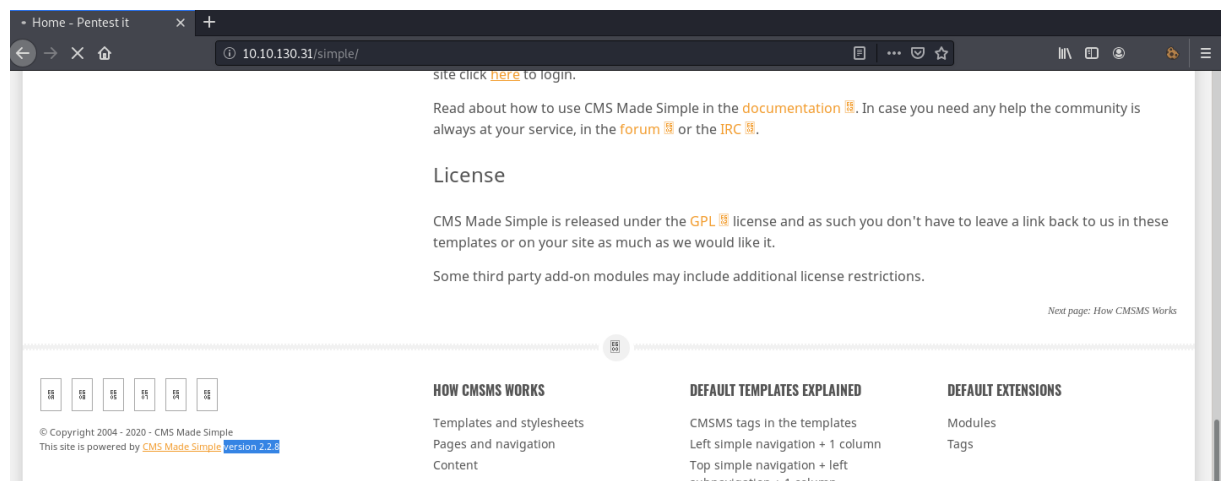 Home - Pentest it
10.10.130.31/simple/
site click here to login.
Read about how to use CMS Made Simple in the documentation. In case you need any help the community is
always at your service, in the forum or the IRC.
License
CMS Made Simple is released under the GPL license and as such you don't have to leave a link back to us in these
templates or on your site as much as we would like it.
Some third party add-on modules may include additional license restrictions.
Next page: How CMSMS Works
© Copyright 2004 - 2020 - CMS Made Simple
This site is powered by CMS Made Simple version 2.2.8
HOW CMSMS WORKS
Templates and stylesheets
Pages and navigation
Content
DEFAULT TEMPLATES EXPLAINED
CMSMS tags in the templates
Left simple navigation + 1 column
Top simple navigation + left
subnavigation + 1 column
DEFAULT EXTENSIONS
Modules
Tags